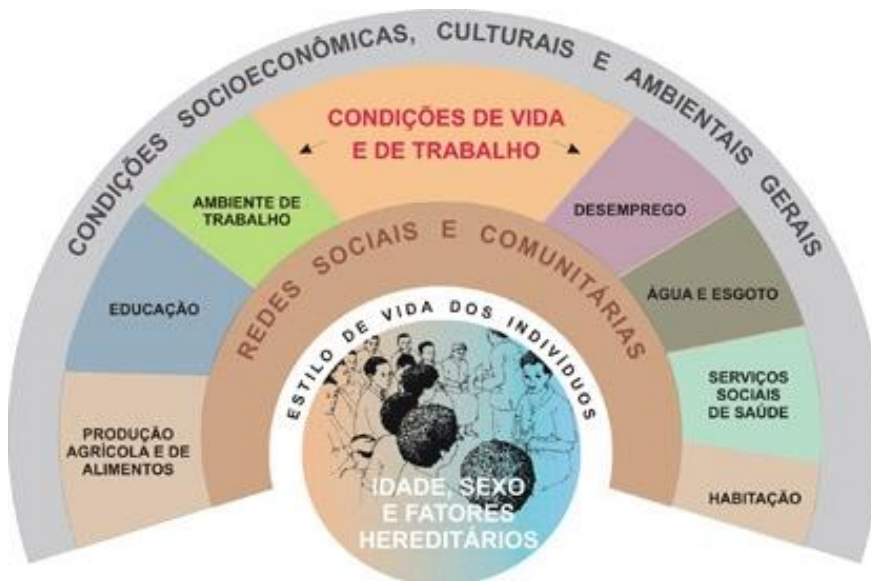 CONDIÇÕES SOCIOECONÔMICAS, CULTURAIS E AMBIENTAIS GERAIS
CONDIÇÕES DE VIDA
E DE TRABALHO
AMBIENTE DE
TRABALHO
DESEMPREGO
REDES SOCIAIS E COMUNITÁRIAS
EDUCAÇÃO
ÁGUA E ESGOTO
ESTILO DE VIDA DOS INDIVÍDUOS
SERVIÇOS
SOCIAIS
DE SAÚDE
PRODUÇÃO
AGRÍCOLA E DE
ALIMENTOS
HABITAÇÃO
IDADE, SEXO
E FATORES
HEREDITÁRIOS